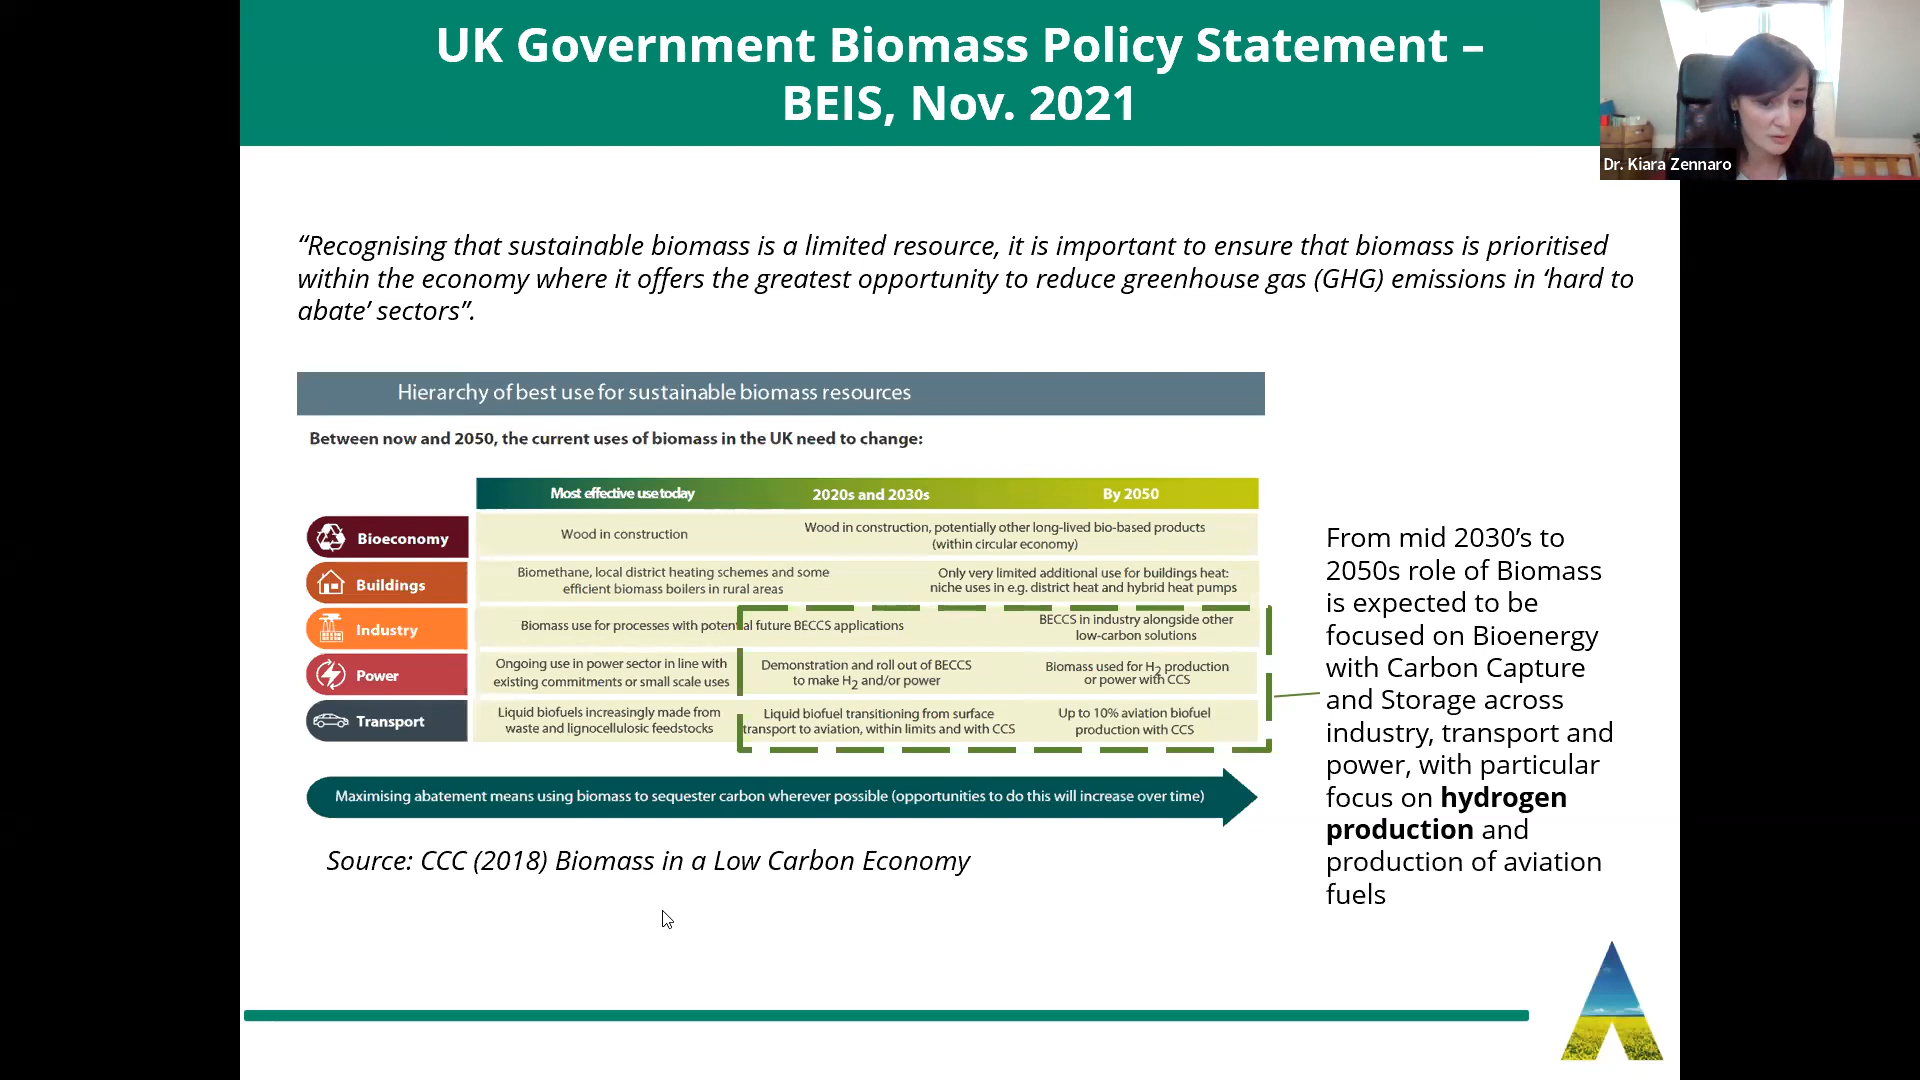 UK Government Biomass Policy Statement –
BEIS, Nov. 2021
Dr. Kiara Zennaro
“Recognising that sustainable biomass is a limited resource, it is important to ensure that biomass is prioritised
within the economy where it offers the greatest opportunity to reduce greenhouse gas (GHG) emissions in ‘hard to
abate’ sectors”.
Hierarchy of best use for sustainable biomass resources
Between now and 2050, the current uses of biomass in the UK need to change:
Most effective use today
2020s and 2030s
By 2050
Bioeconomy
Wood in construction
Wood in construction, potentially other long-lived bio-based products
(within circular economy)
Buildings
Biomethane, local district heating schemes and some
efficient biomass boilers in rural areas
Only very limited additional use for buildings heat:
niche uses in e.g. district heat and hybrid heat pumps
Industry
Biomass use for processes with potential future BECCS applications
BECCS in industry alongside other
low-carbon solutions
Power
Ongoing use in power sector in line with
existing commitments or small scale uses
Demonstration and roll out of BECCS
to make H2 and/or power
Biomass used for H2 production
or power with CCS
Transport
Liquid biofuels increasingly made from
waste and lignocellulosic feedstocks
Liquid biofuel transitioning from surface
transport to aviation, within limits and with CCS
Up to 10% aviation biofuel
production with CCS
Maximising abatement means using biomass to sequester carbon wherever possible (opportunities to do this will increase over time)
Source: CCC (2018) Biomass in a Low Carbon Economy
From mid 2030’s to
2050s role of Biomass
is expected to be
focused on Bioenergy
with Carbon Capture
and Storage across
industry, transport and
power, with particular
focus on hydrogen
production and
production of aviation
fuels